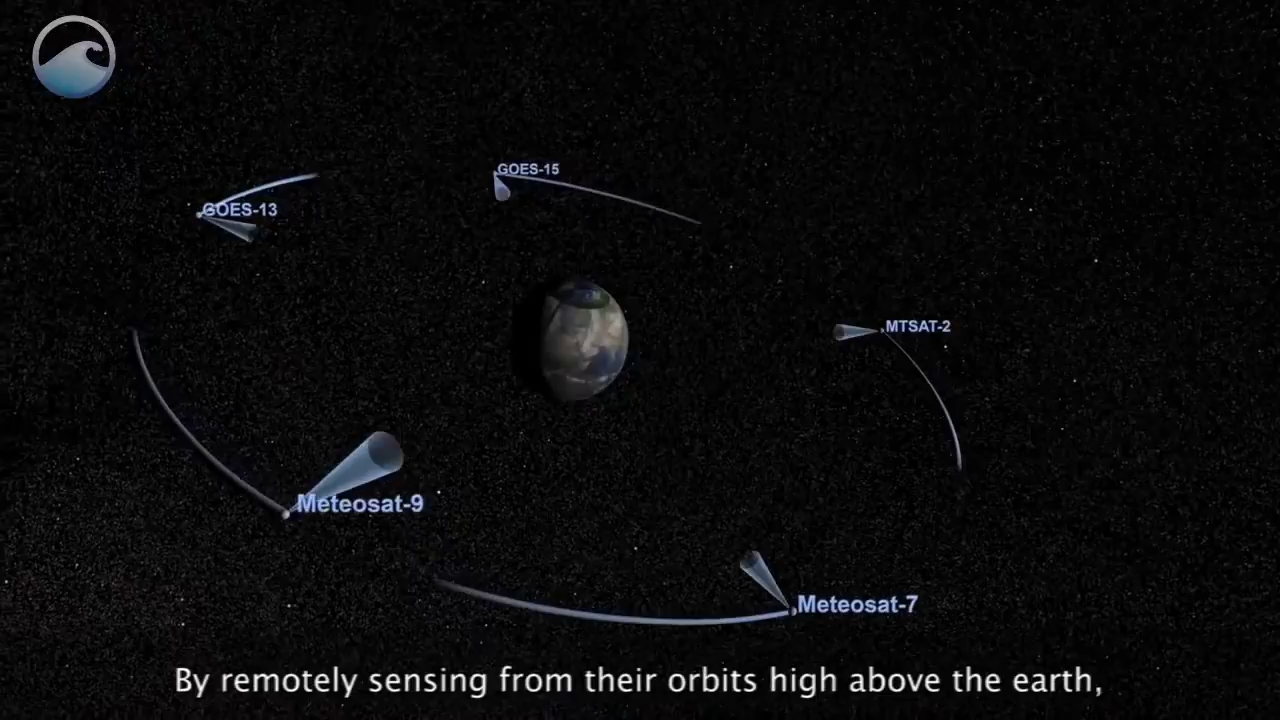 GOES-15
GOES-13
MTSAT-2
Meteosat-9
Meteosat-7
By remotely sensing from their orbits high above the earth,